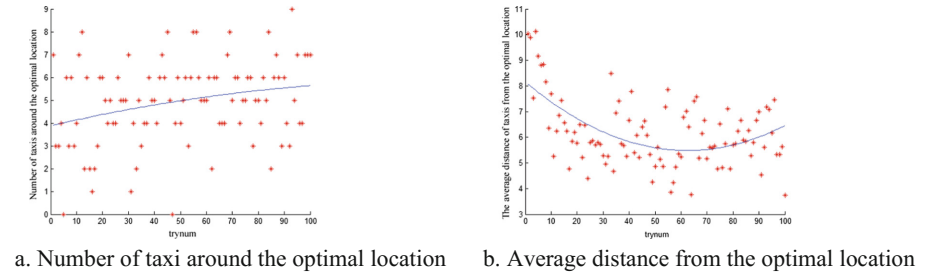 Number of taxis around the optimal location
9
8
7
6
5
4
3
2
1
0
0 10 20 30 40 50 60 70 80 90 100
trynum
a. Number of taxi around the optimal location
The average distance of taxis from the optimal location
11
10
9
8
7
6
5
4
3
0 10 20 30 40 50 60 70 80 90 100
trynum
b. Average distance from the optimal location